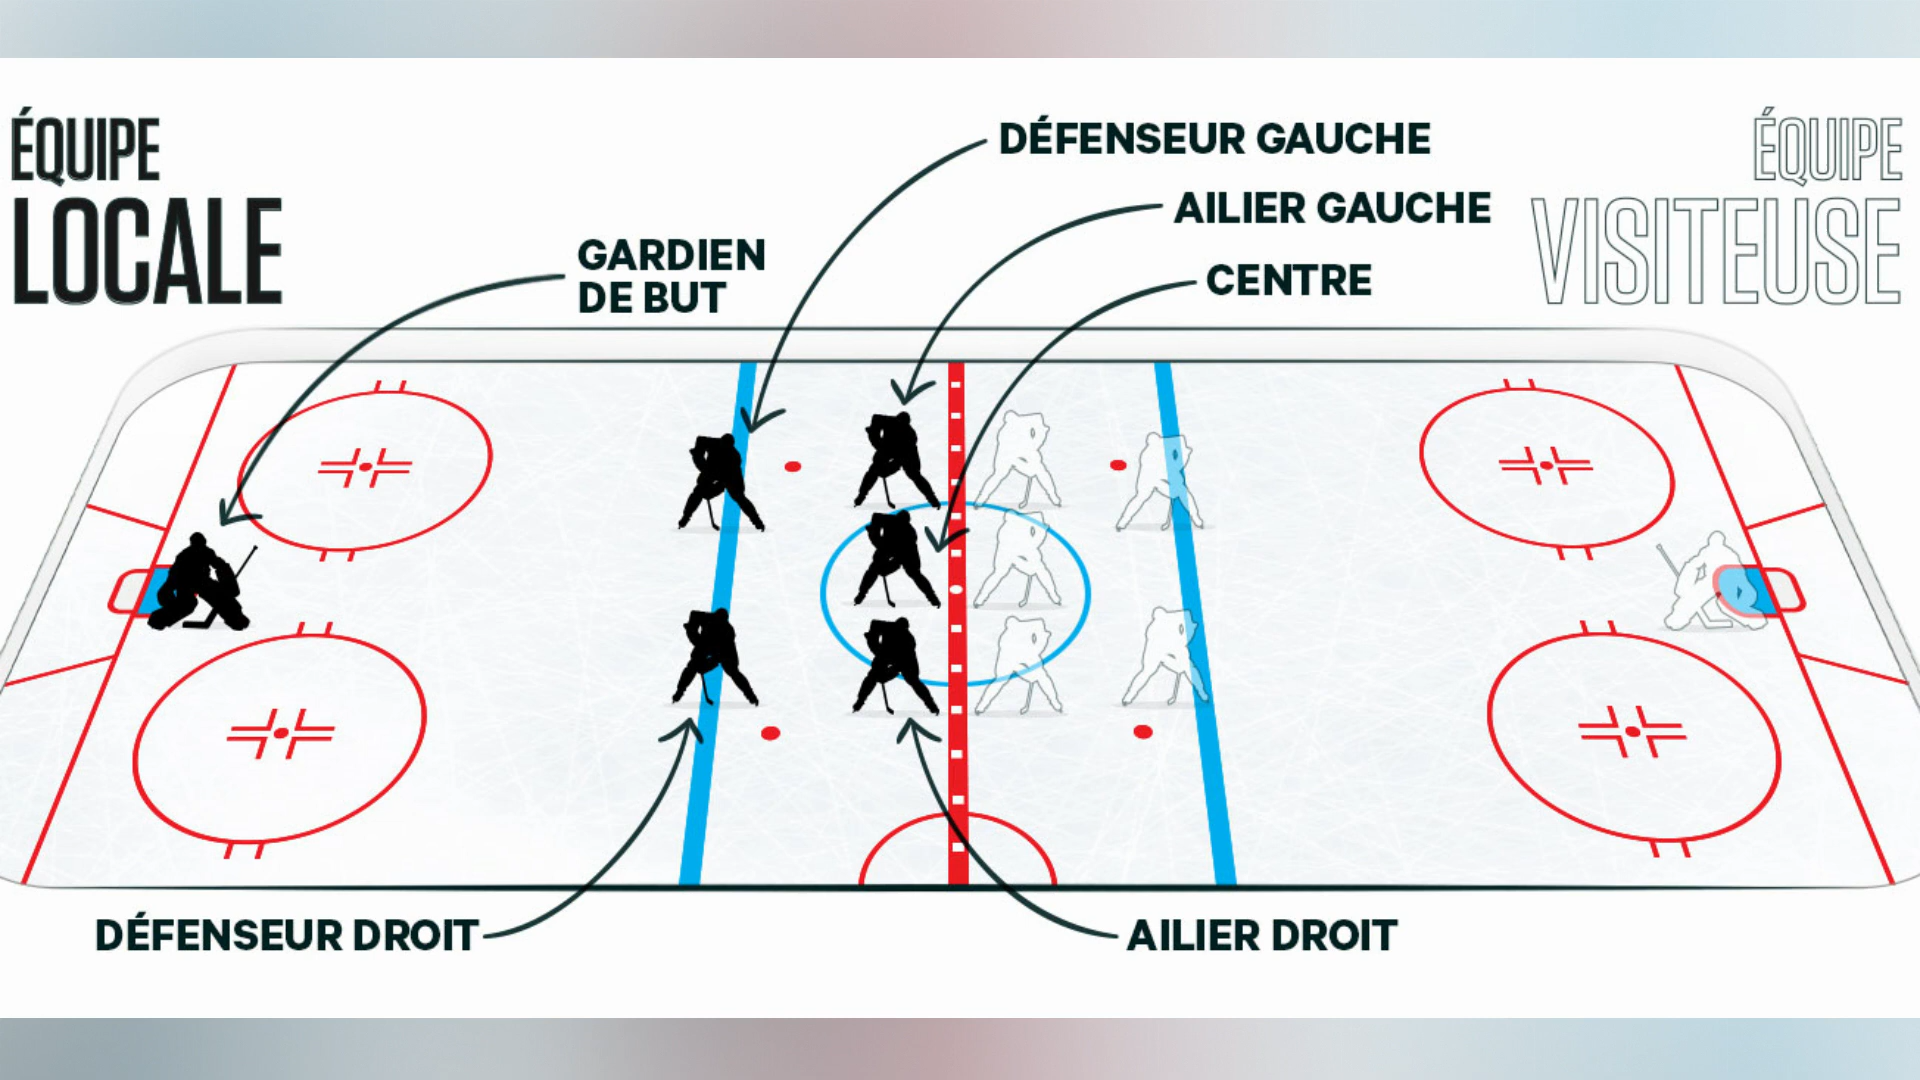 ÉQUIPE
LOCALE
DÉFENSEUR GAUCHE
AILIER GAUCHE
GARDIEN
DE BUT
CENTRE
ÉQUIPE
VISITEUSE
DÉFENSEUR DROIT
AILIER DROIT